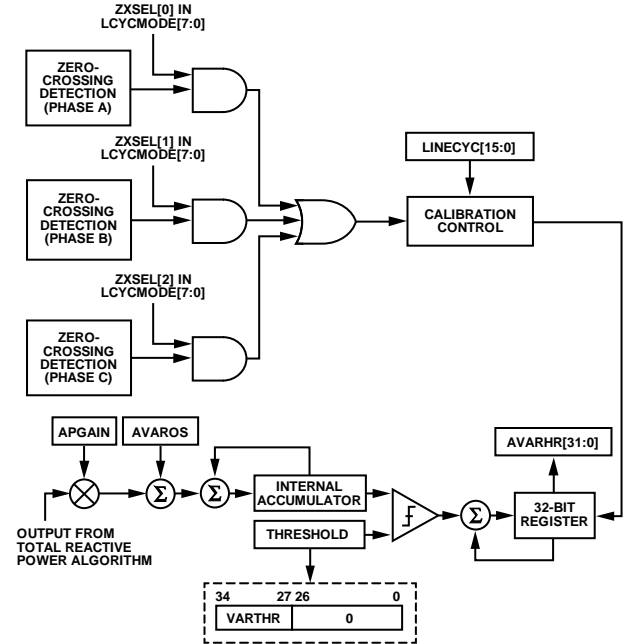 ZXSEL[0] IN
LCYCMODE[7:0]
ZERO-
CROSSING
DETECTION
(PHASE A)
ZXSEL[1] IN
LCYCMODE[7:0]
ZERO-
CROSSING
DETECTION
(PHASE B)
LINECYC[15:0]
CALIBRATION
CONTROL
ZXSEL[2] IN
LCYCMODE[7:0]
ZERO-
CROSSING
DETECTION
(PHASE C)
APGAIN
AVAROS
AVARHR[31:0]
Σ
Σ
INTERNAL
ACCUMULATOR
Σ
32-BIT
REGISTER
OUTPUT FROM
TOTAL REACTIVE
POWER ALGORITHM
THRESHOLD
34 27 26 0
VARTHR 0